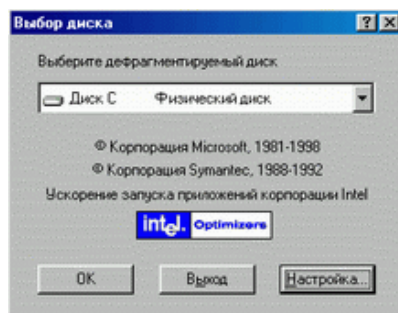 Выбор диска
Выберите дефрагментируемый диск
Диск C Физический диск
© Корпорация Microsoft, 1981-1998
© Корпорация Symantec, 1988-1992
Ускорение запуска приложений корпорации Intel
intel. Optimizers
OK Выход Настройка...